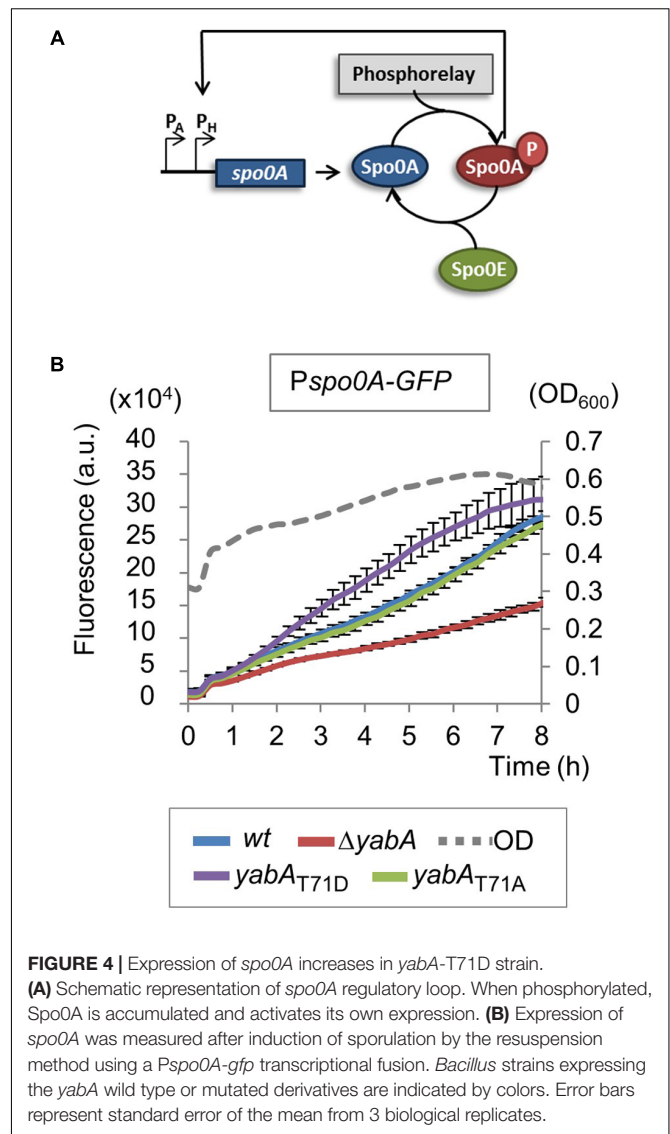 A
Phosphorelay
P
PA PH
spo0A Spo0A Spo0A
Spo0E
B
(x10⁴) Pspo0A-GFP (OD₆₀₀)
Fluorescence (a.u.)
40
35
30
25
20
15
10
5
0
0.7
0.6
0.5
0.4
0.3
0.2
0.1
0
0 1 2 3 4 5 6 7 8
Time (h)
wt ΔyabA OD
yabA_T71D yabA_T71A
FIGURE 4 | Expression of spo0A increases in yabA-T71D strain.
(A) Schematic representation of spo0A regulatory loop. When phosphorylated,
Spo0A is accumulated and activates its own expression. (B) Expression of
spo0A was measured after induction of sporulation by the resuspension
method using a Pspo0A-gfp transcriptional fusion. Bacillus strains expressing
the yabA wild type or mutated derivatives are indicated by colors. Error bars
represent standard error of the mean from 3 biological replicates.